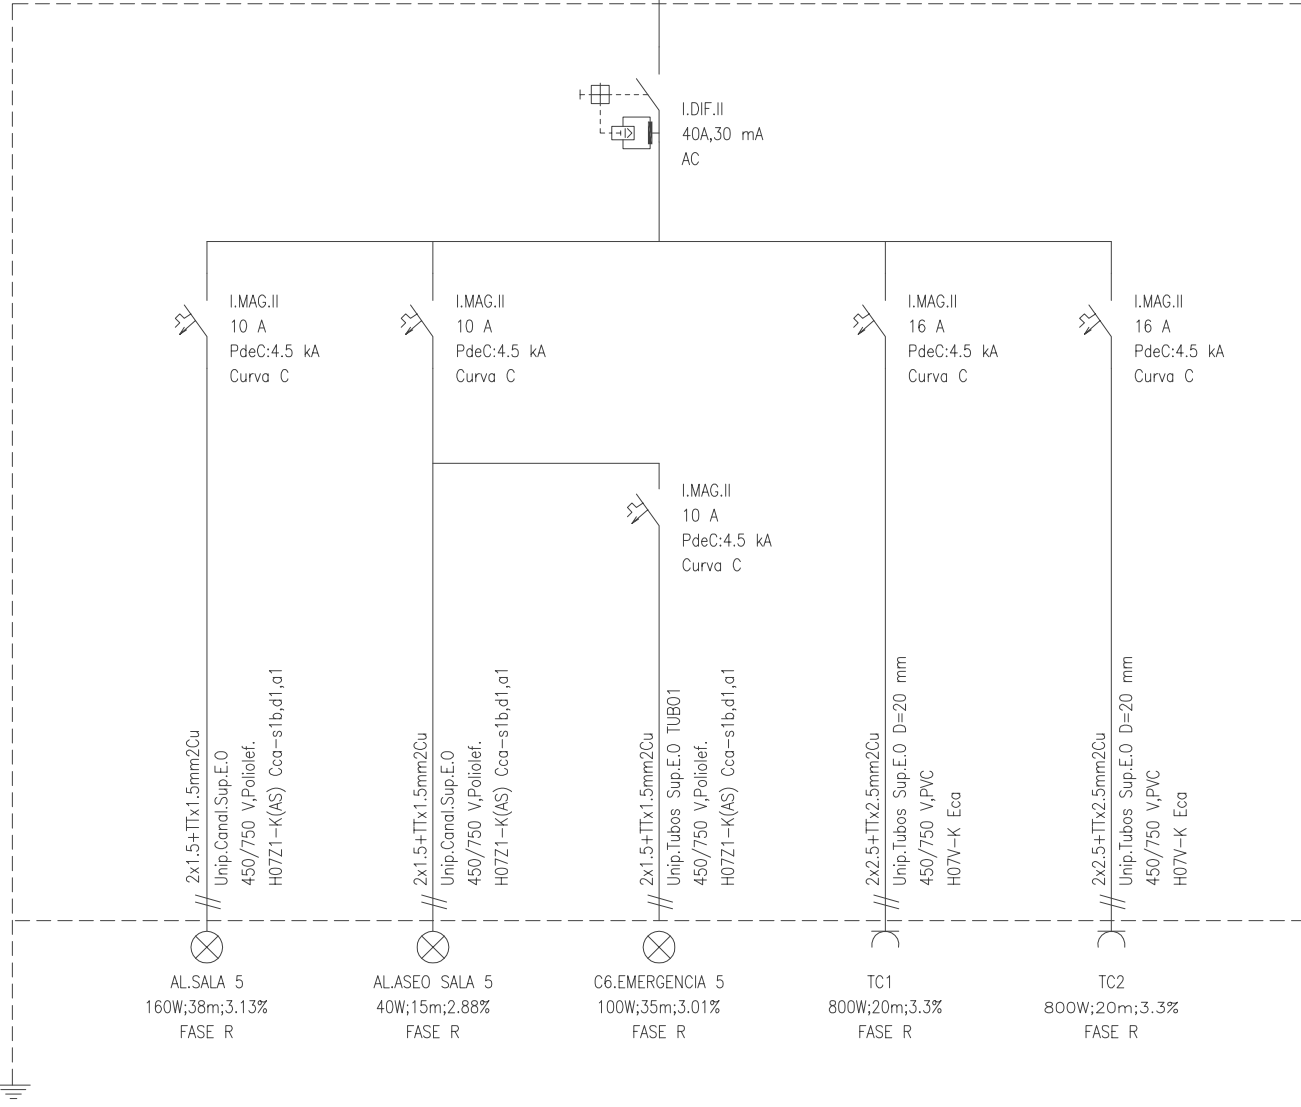 I.DIF.II
40A,30 mA
AC
I.MAG.II
10 A
PdeC:4.5 kA
Curva C
I.MAG.II
10 A
PdeC:4.5 kA
Curva C
I.MAG.II
16 A
PdeC:4.5 kA
Curva C
I.MAG.II
16 A
PdeC:4.5 kA
Curva C
I.MAG.II
10 A
PdeC:4.5 kA
Curva C
2x1.5+TTx1.5mm2Cu
Unip.Canal.Sup.E.O
450/750 V,Poliolef.
H07Z1-K(AS) Cca-s1b,d1,a1
2x1.5+TTx1.5mm2Cu
Unip.Canal.Sup.E.O
450/750 V,Poliolef.
H07Z1-K(AS) Cca-s1b,d1,a1
2x1.5+TTx1.5mm2Cu
Unip.Tubos Sup.E.O TUBO1
450/750 V,Poliolef.
H07Z1-K(AS) Cca-s1b,d1,a1
2x2.5+TTx2.5mm2Cu
Unip.Tubos Sup.E.O D=20 mm
450/750 V,PVC
H07V-K Eca
2x2.5+TTx2.5mm2Cu
Unip.Tubos Sup.E.O D=20 mm
450/750 V,PVC
H07V-K Eca
AL.SALA 5
160W;38m;3.13%
FASE R
AL.ASEO SALA 5
40W;15m;2.88%
FASE R
C6.EMERGENCIA 5
100W;35m;3.01%
FASE R
TC1
800W;20m;3.3%
FASE R
TC2
800W;20m;3.3%
FASE R